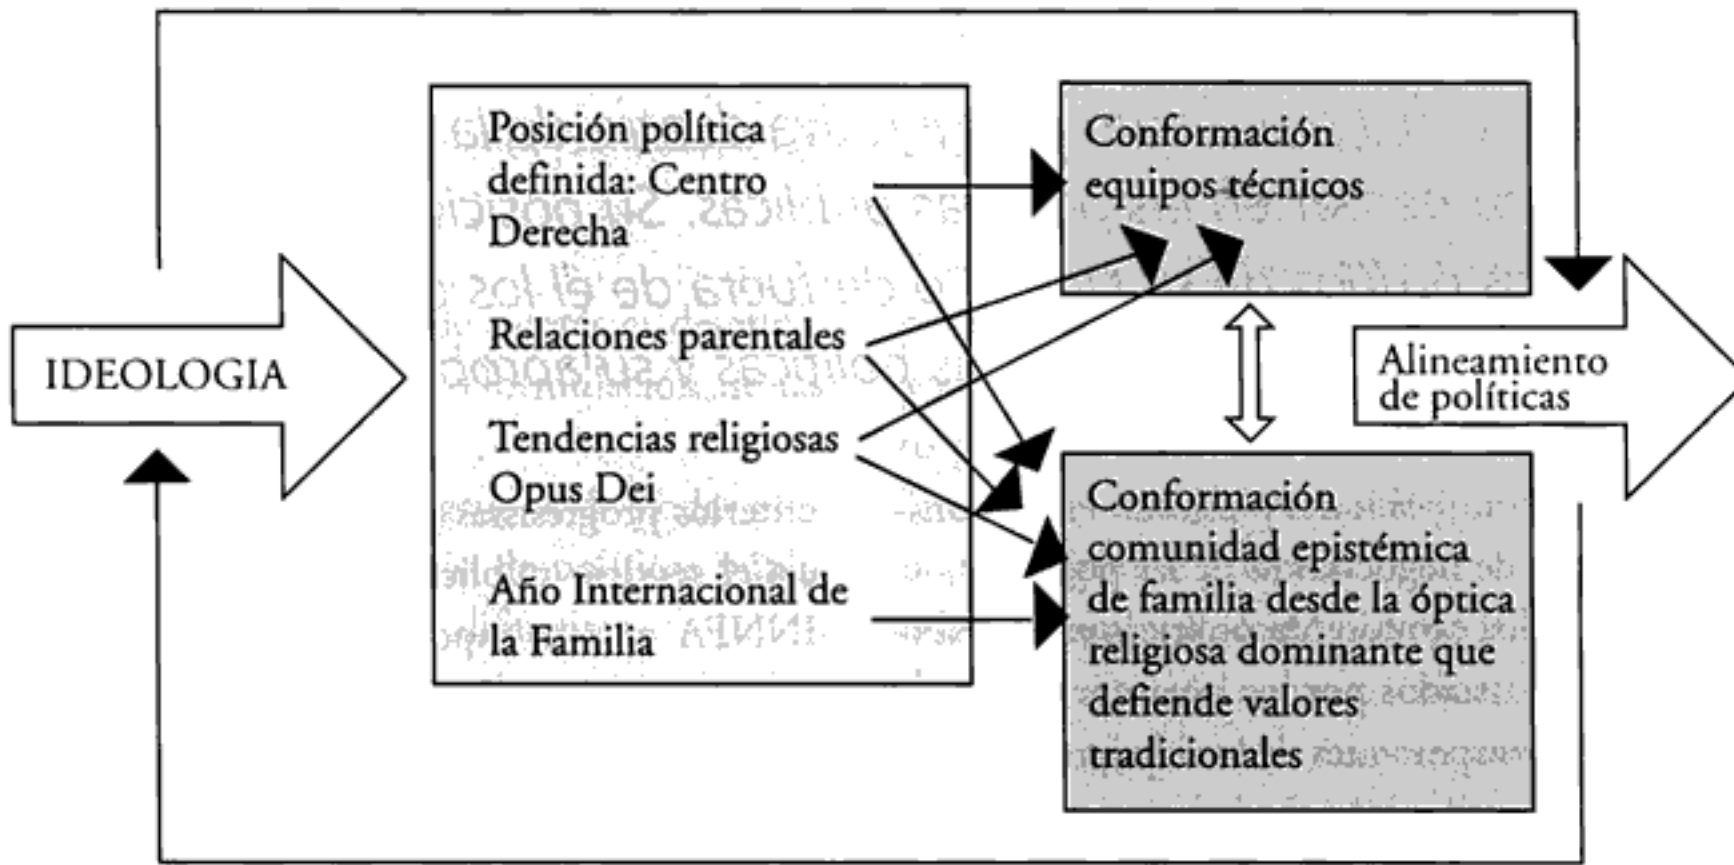 IDEOLOGIA
Posición política
definida: Centro
Derecha
Relaciones parentales
Tendencias religiosas
Opus Dei
Año Internacional de
la Familia
Conformación
equipos técnicos
Conformación
comunidad epistémica
de familia desde la óptica
religiosa dominante que
defiende valores
tradicionales
Alineamiento
de políticas